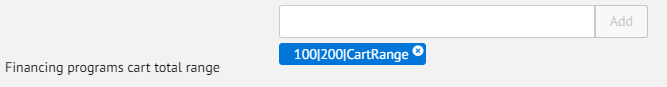 Add
100|200|CartRange
Financing programs cart total range